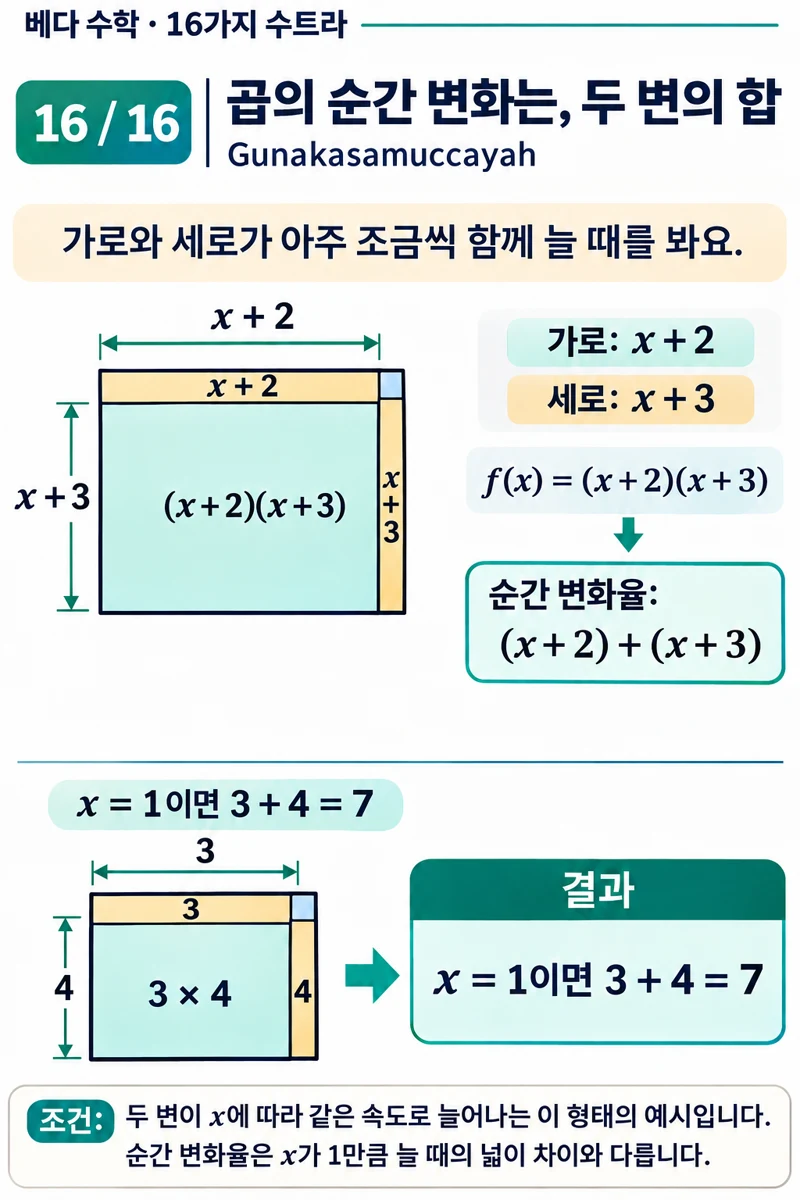 베다 수학 · 16가지 수트라
16 / 16
곱의 순간 변화는, 두 변의 합
Gunakasamuccayah
가로와 세로가 아주 조금씩 함께 늘 때를 봐요.
x + 2
x + 2
x + 3
(x+2)(x+3)
x
+
3
가로: x + 2
세로: x + 3
f(x) = (x+2)(x+3)
순간 변화율:
(x+2) + (x+3)
x = 1이면 3 + 4 = 7
3
3
4
3 × 4
4
결과
x = 1이면 3 + 4 = 7
조건: 두 변이 x에 따라 같은 속도로 늘어나는 이 형태의 예시입니다.
순간 변화율은 x가 1만큼 늘 때의 넓이 차이와 다릅니다.